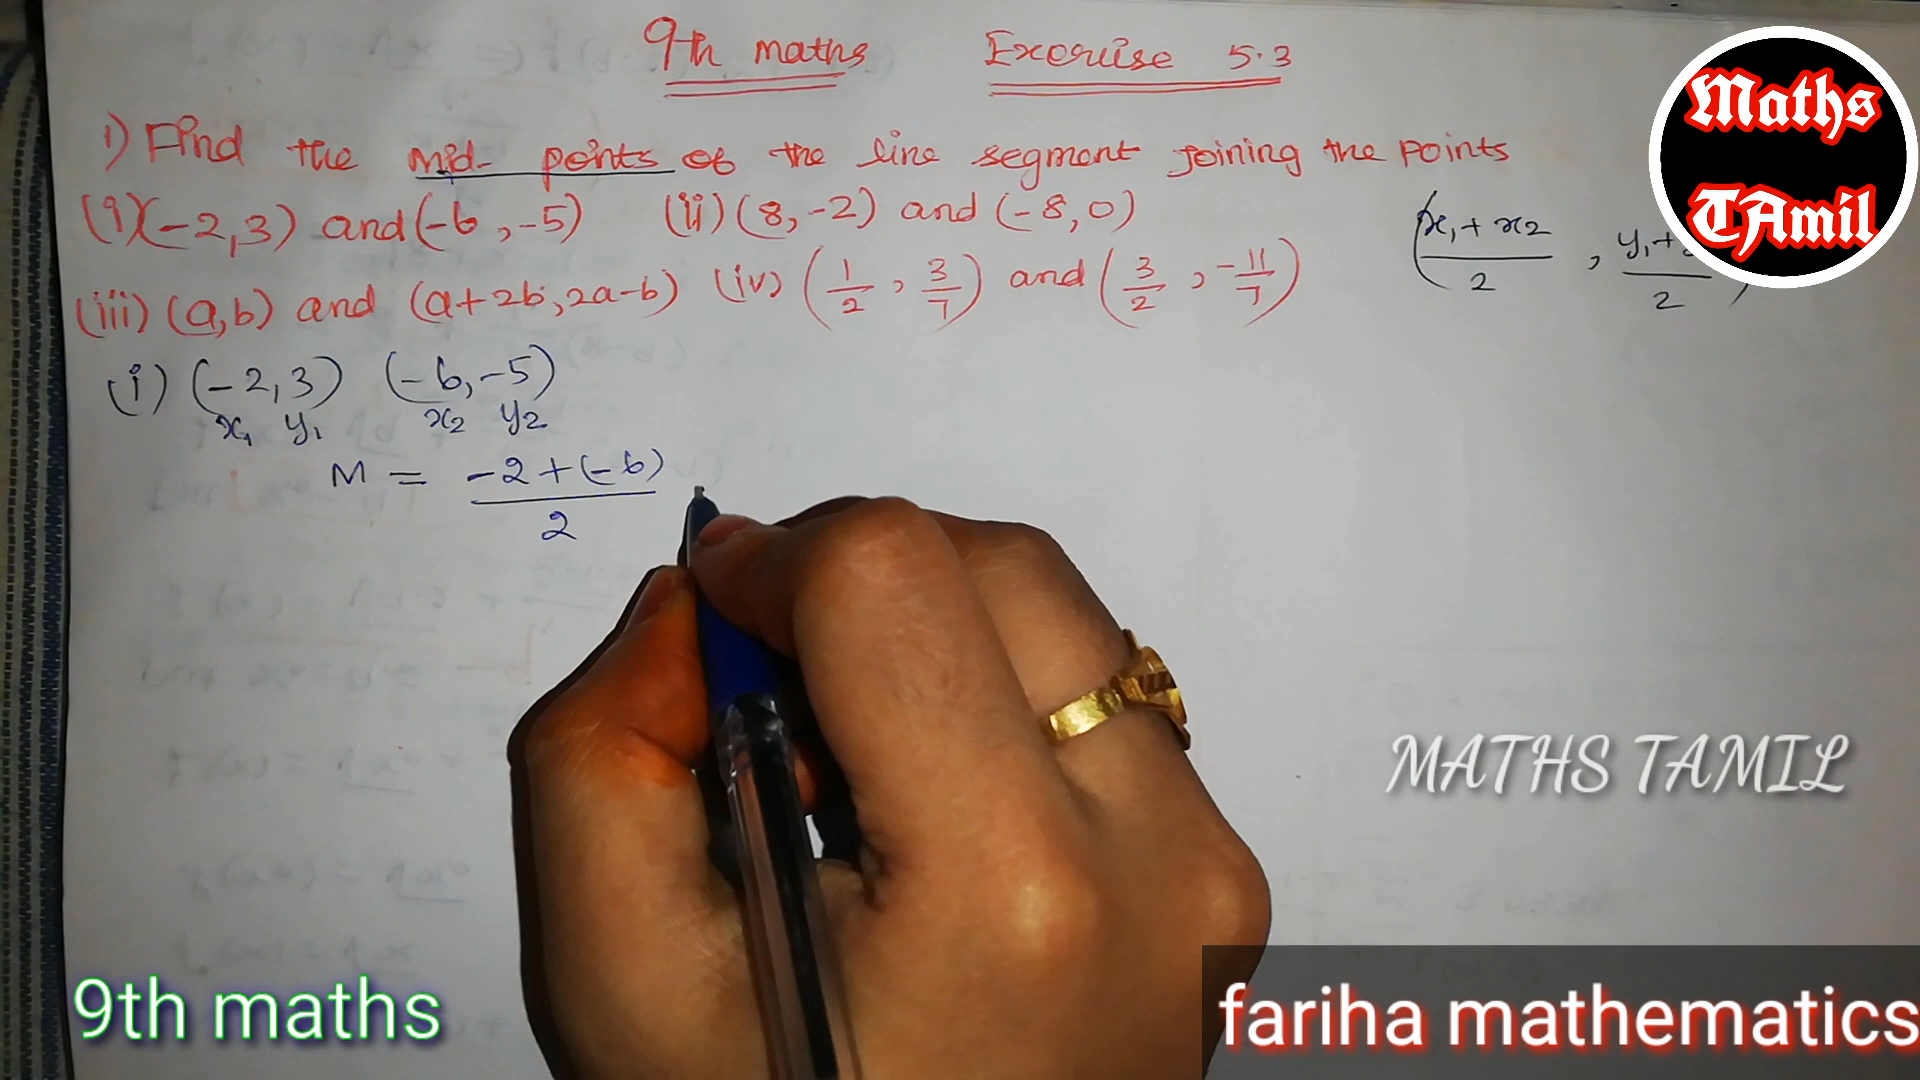 9th maths Exercise 5.3
1) Find the mid- points of the line segment joining the points
(i)(-2,3) and (-6,-5) (ii) (8,-2) and (-8,0)
(iii) (a,b) and (a+2b,2a-b) (iv) (1/2, 3/7) and (3/2, -11/7)
(x1+x2/2, y1+ /2)
(i) (-2,3) (-6,-5)
x1 y1 x2 y2
M = -2+(-6)/2
Maths
TAmil
MATHS TAMIL
9th maths
fariha mathematics